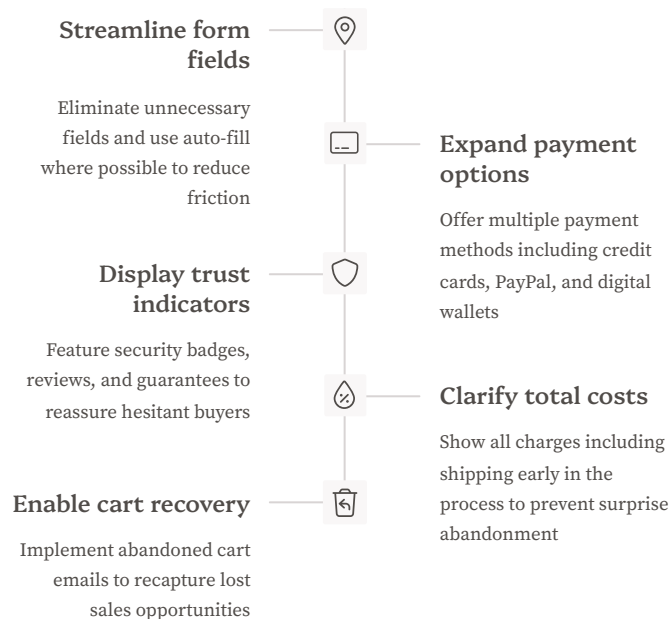 Streamline form
fields
Eliminate unnecessary
fields and use auto-fill
where possible to reduce
friction
Expand payment
options
Offer multiple payment
methods including credit
cards, PayPal, and digital
wallets
Display trust
indicators
Feature security badges,
reviews, and guarantees to
reassure hesitant buyers
Clarify total costs
Show all charges including
shipping early in the
process to prevent surprise
abandonment
Enable cart recovery
Implement abandoned cart
emails to recapture lost
sales opportunities